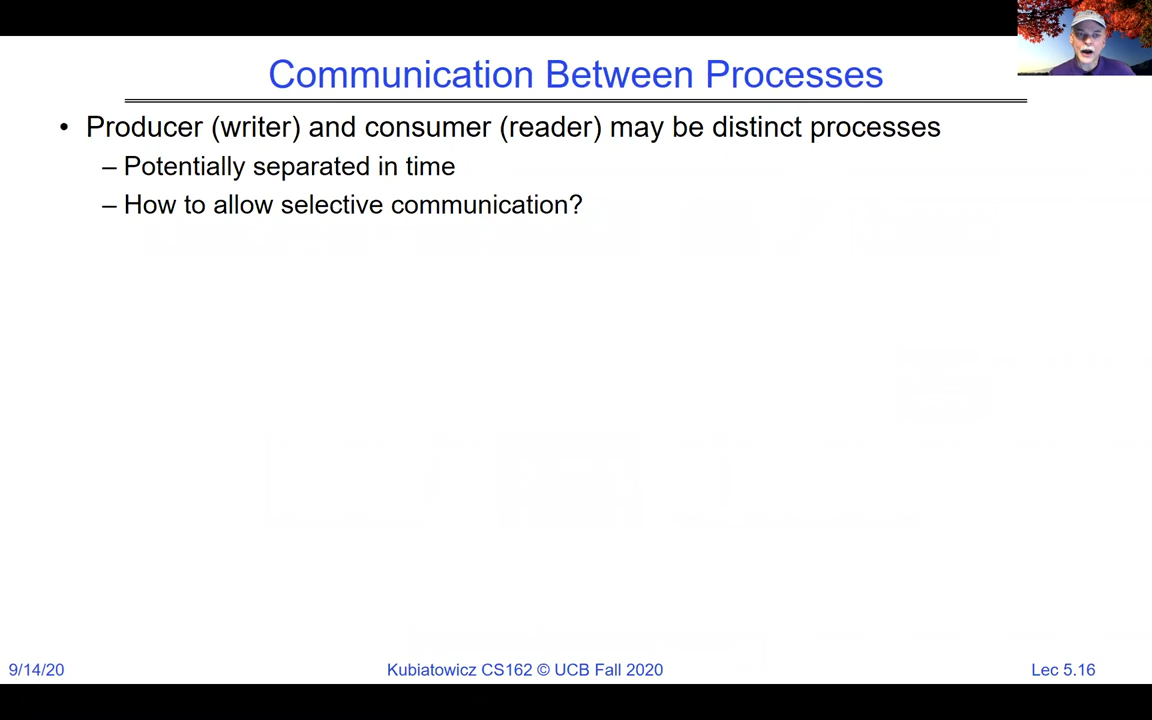 Communication Between Processes
• Producer (writer) and consumer (reader) may be distinct processes
– Potentially separated in time
– How to allow selective communication?
9/14/20
Kubiatowicz CS162 © UCB Fall 2020
Lec 5.16